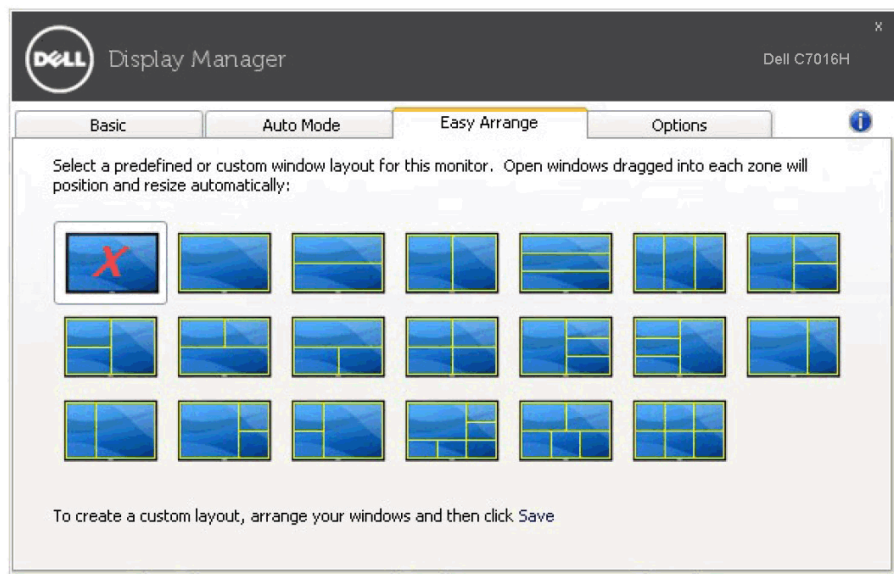 x
DELL
Display Manager
Dell C7016H
Basic
Auto Mode
Easy Arrange
Options
i
Select a predefined or custom window layout for this monitor. Open windows dragged into each zone will
position and resize automatically:
X
To create a custom layout, arrange your windows and then click Save